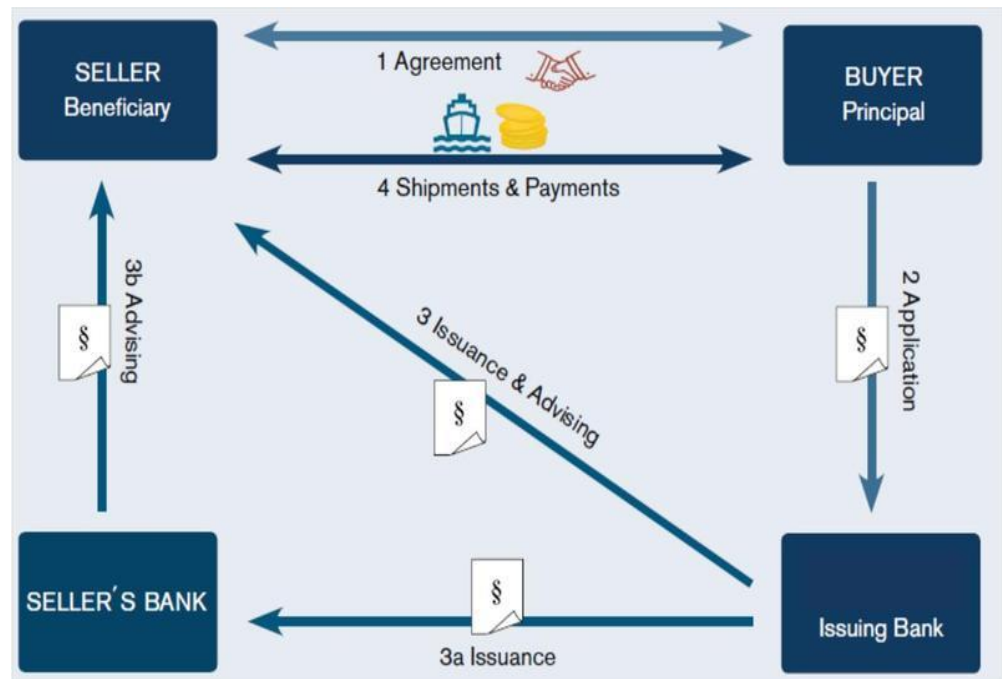 SELLER
Beneficiary
1 Agreement
BUYER
Principal
4 Shipments & Payments
3b Advising
§
3 Issuance & Advising
§
2 Application
§
SELLER´S BANK
§
3a Issuance
Issuing Bank